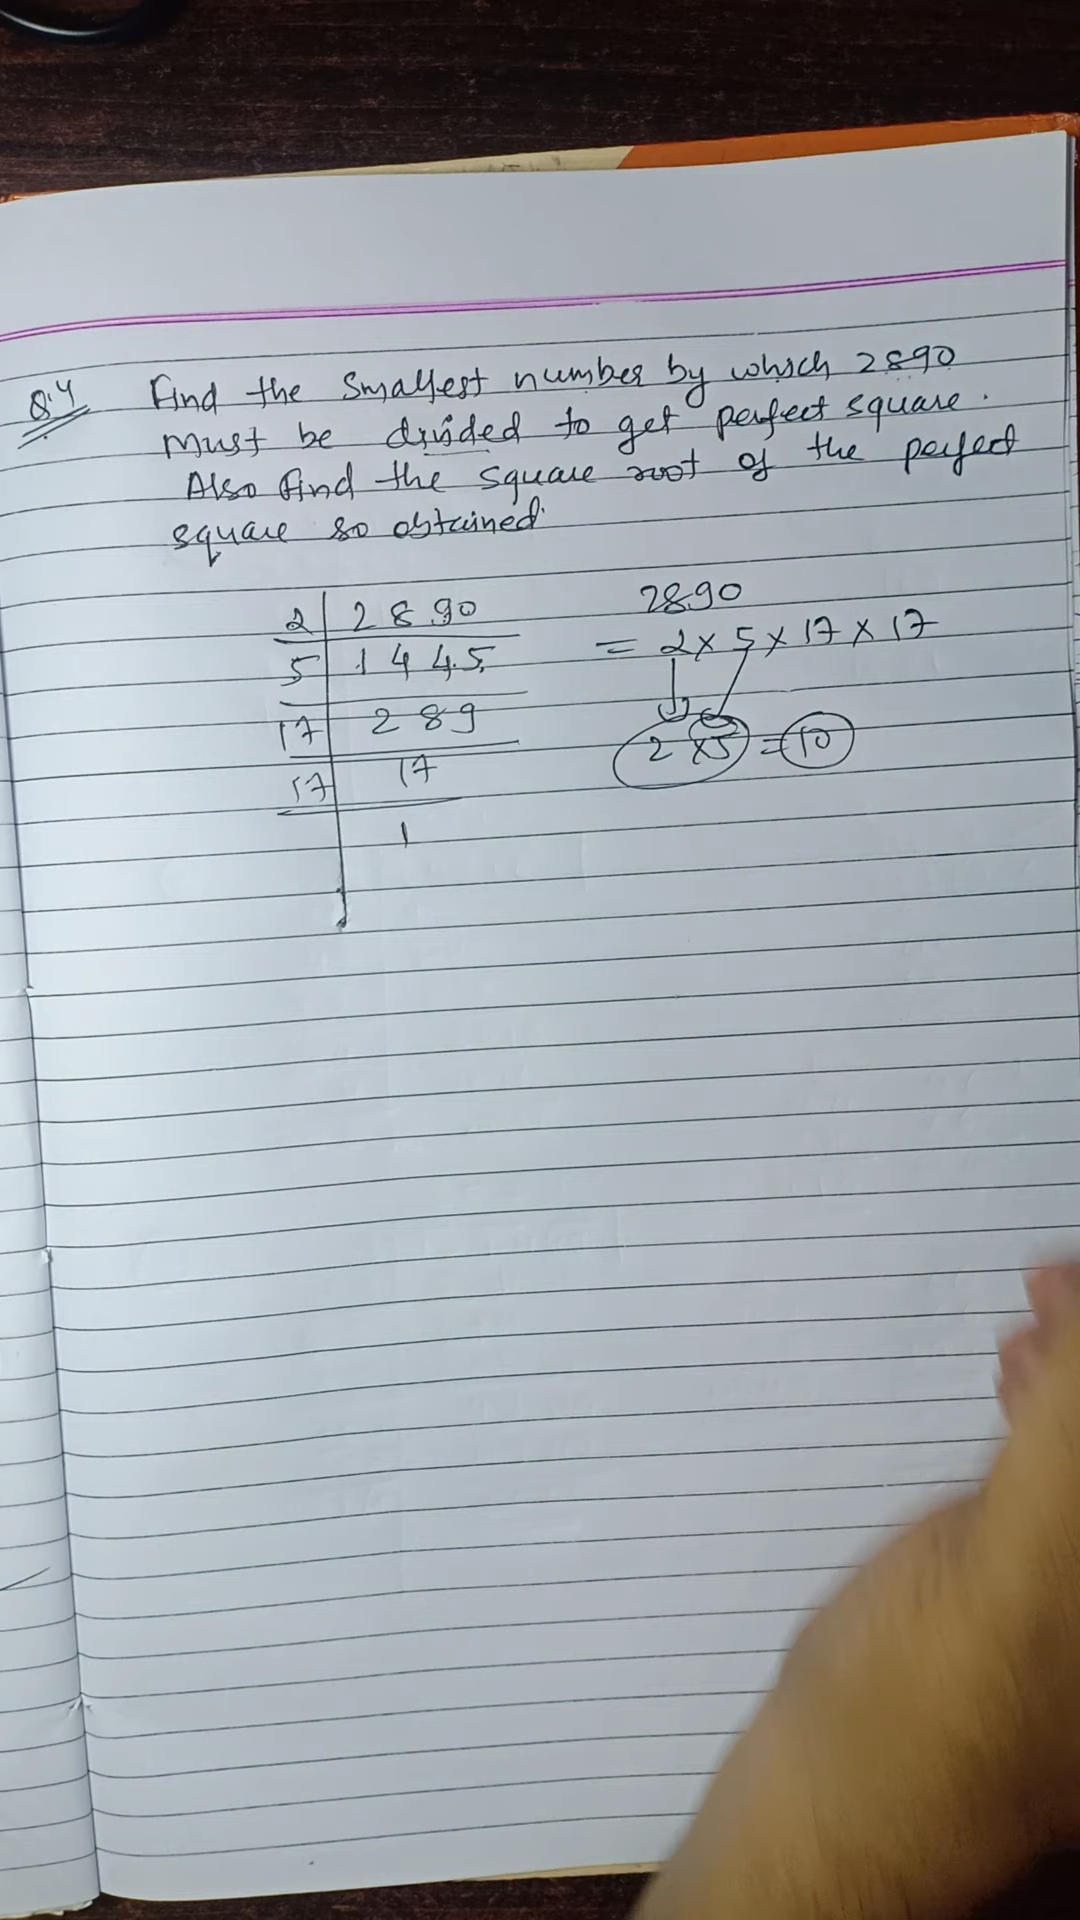 Q.4 Find the smallest number by which 2890
must be divided to get perfect square.
Also find the square root of the perfect
square so obtained.
2 | 2890
5 | 1445
17 | 289
17 | 17
1
2890
= 2 × 5 × 17 × 17
2 × 5 = 10